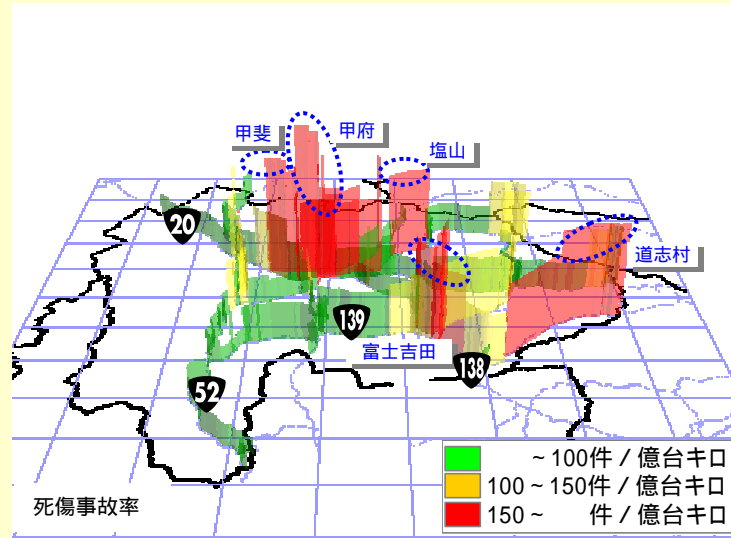 甲斐
甲府
塩山
20
道志村
139
富士吉田
138
52
~100件/億台キロ
100~150件/億台キロ
150~ 件/億台キロ
死傷事故率